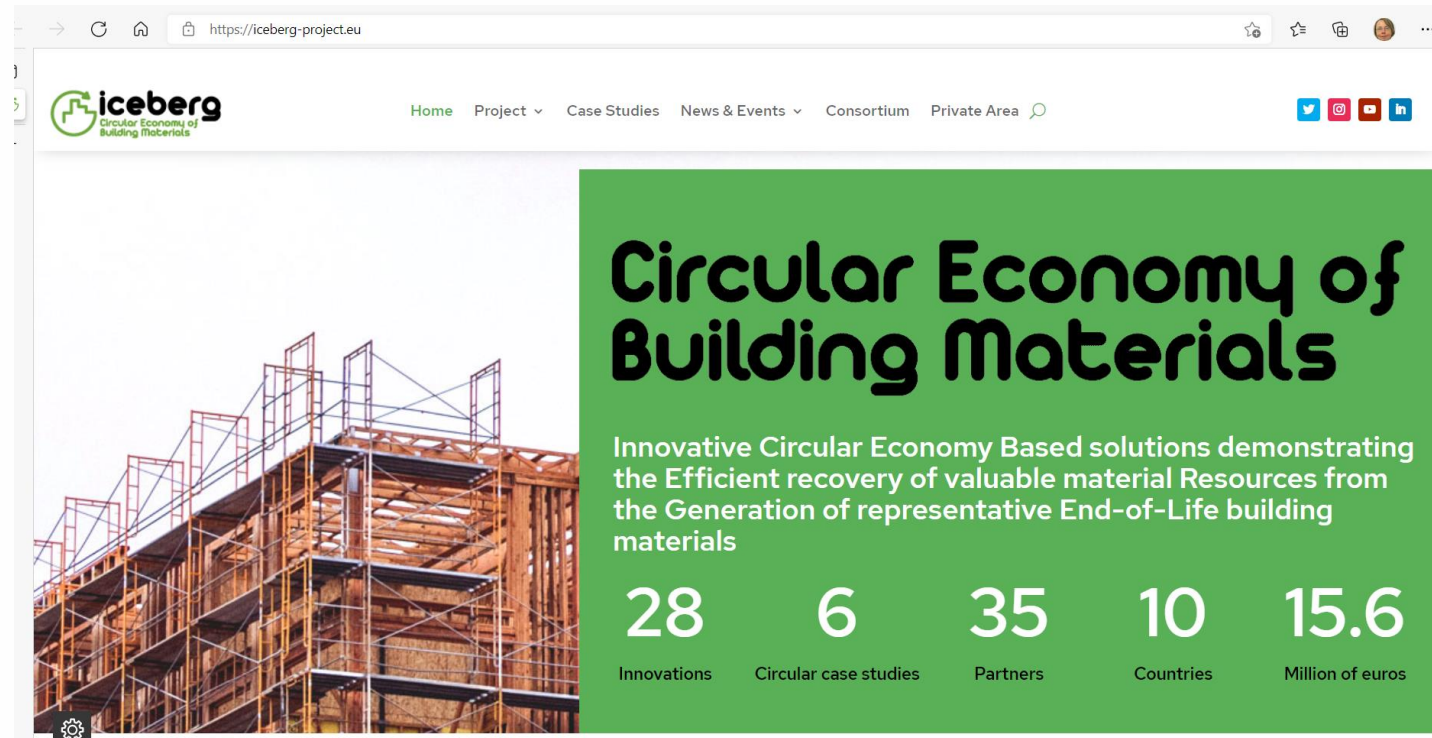 https://iceberg-project.eu
iceberg
Circular Economy of
Building Materials
Home Project Case Studies News & Events Consortium Private Area
Circular Economy of
Building Materials
Innovative Circular Economy Based solutions demonstrating
the Efficient recovery of valuable material Resources from
the Generation of representative End-of-Life building
materials
28 6 35 10 15.6
Innovations Circular case studies Partners Countries Million of euros